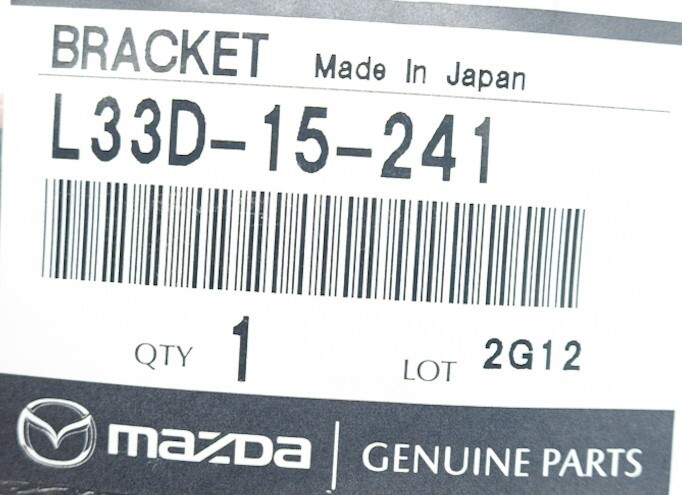 BRACKET Made In Japan
L33D-15-241
QTY 1 LOT 2G12
mazda GENUINE PARTS